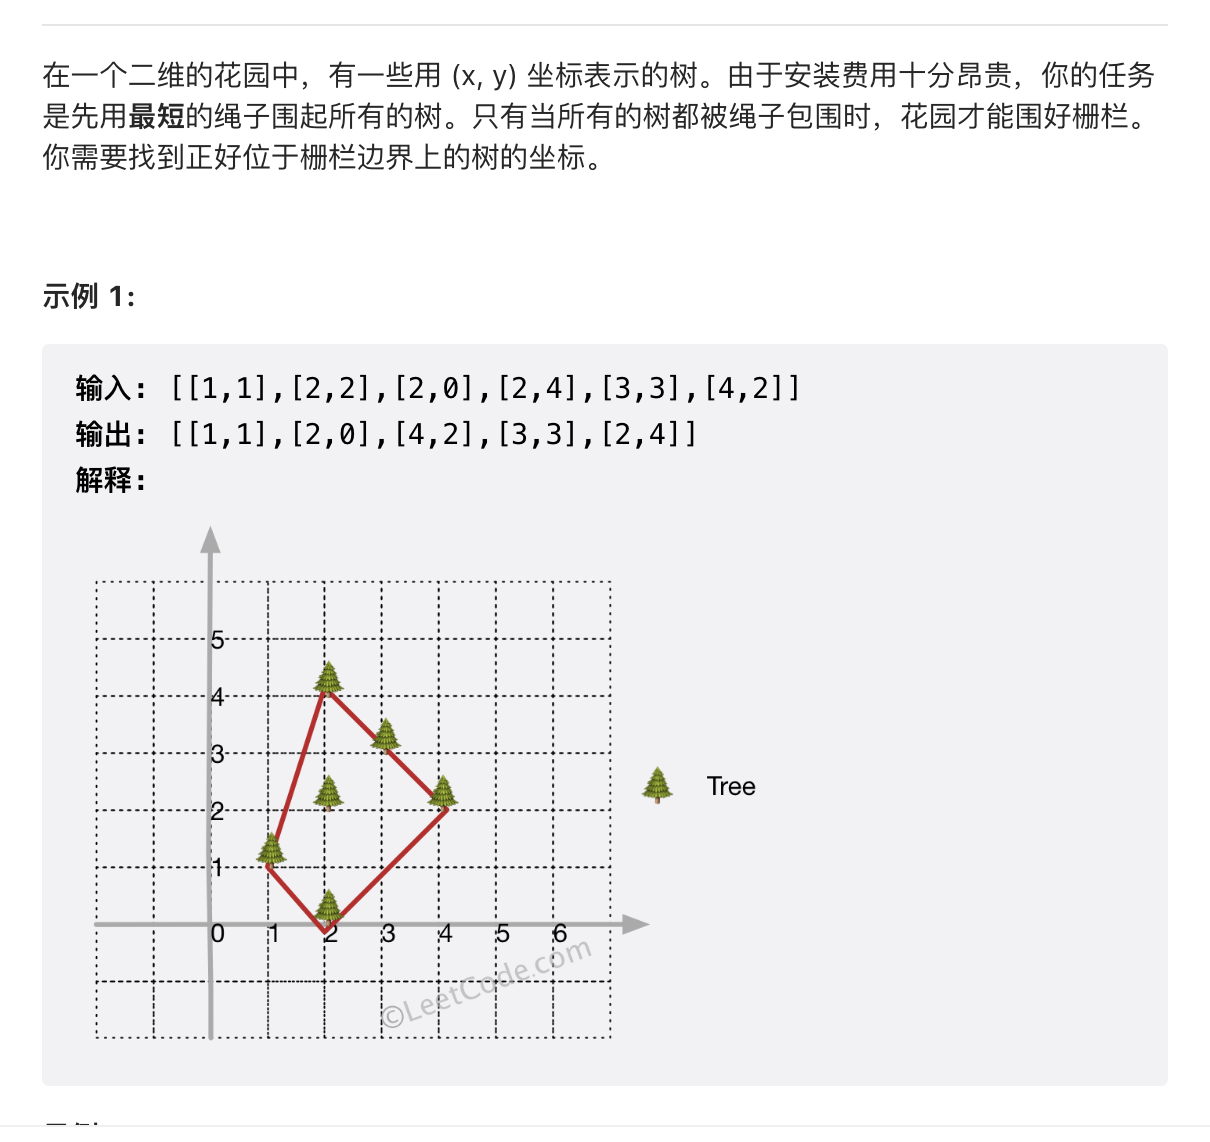 在一个二维的花园中，有一些用 (x, y) 坐标表示的树。由于安装费用十分昂贵，你的任务
是先用最短的绳子围起所有的树。只有当所有的树都被绳子包围时，花园才能围好栅栏。
你需要找到正好位于栅栏边界上的树的坐标。
示例 1:
输入: [[1,1],[2,2],[2,0],[2,4],[3,3],[4,2]]
输出: [[1,1],[2,0],[4,2],[3,3],[2,4]]
解释:
5
4
3
2
1
0 1 2 3 4 5 6
Tree
©LeetCode.com